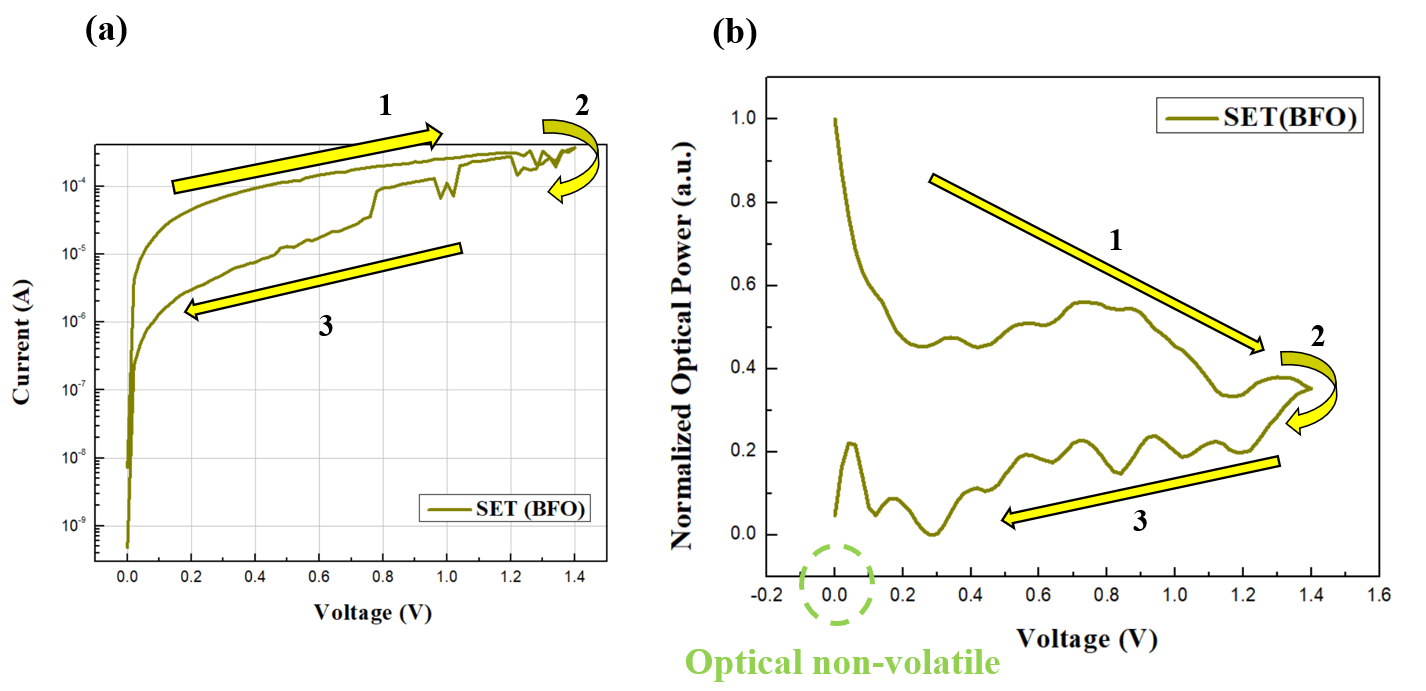 (a)
1
2
3
10⁻⁴
10⁻⁵
10⁻⁶
10⁻⁷
10⁻⁸
10⁻⁹
Current (A)
SET (BFO)
0.0 0.2 0.4 0.6 0.8 1.0 1.2 1.4
Voltage (V)
(b)
SET(BFO)
1
2
3
1.0
0.8
0.6
0.4
0.2
0.0
Normalized Optical Power (a.u.)
-0.2 0.0 0.2 0.4 0.6 0.8 1.0 1.2 1.4 1.6
Voltage (V)
Optical non-volatile